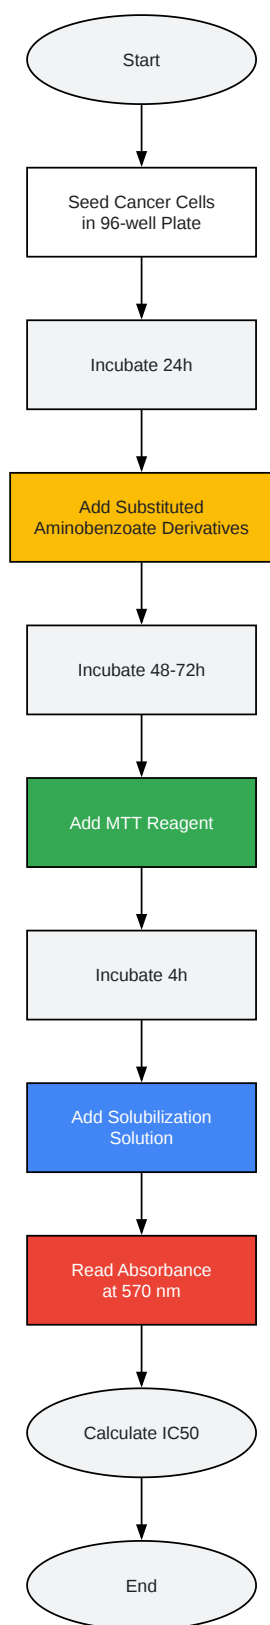 Start
Seed Cancer Cells
in 96-well Plate
Incubate 24h
Add Substituted
Aminobenzoate Derivatives
Incubate 48-72h
Add MTT Reagent
Incubate 4h
Add Solubilization
Solution
Read Absorbance
at 570 nm
Calculate IC50
End